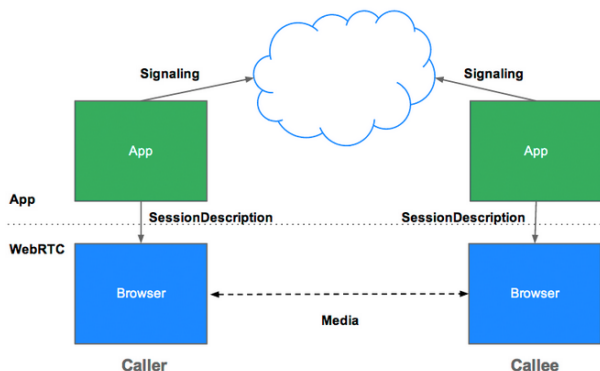 Signaling
Signaling
App
App
App
SessionDescription
SessionDescription
WebRTC
Browser
Browser
Media
Caller
Callee